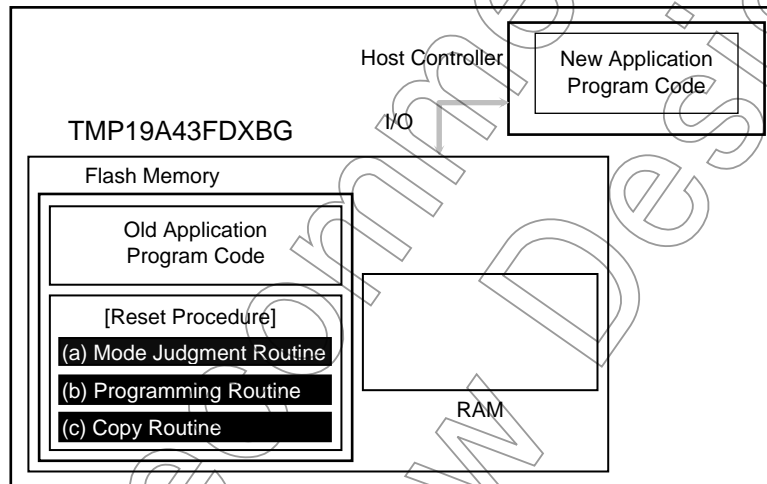 Host Controller
New Application
Program Code
I/O
TMP19A43FDXBG
Flash Memory
Old Application
Program Code
[Reset Procedure]
(a) Mode Judgment Routine
(b) Programming Routine
(c) Copy Routine
RAM